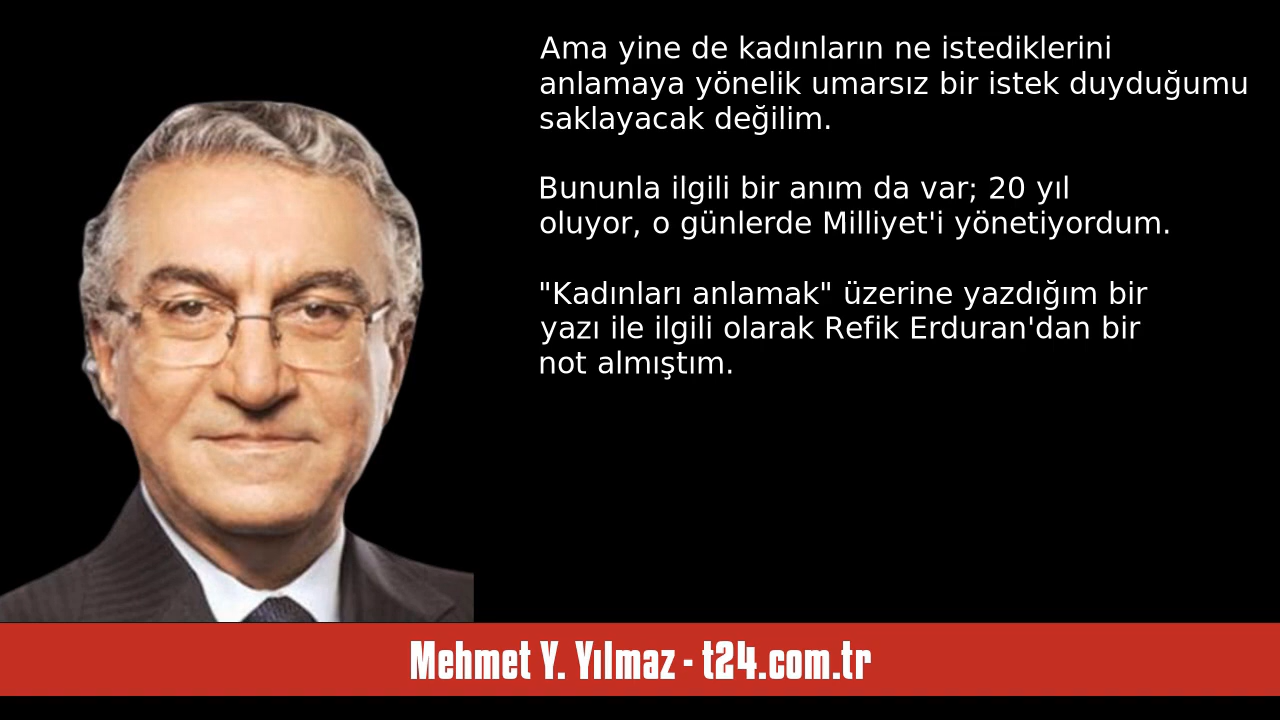 Ama yine de kadınların ne istediklerini
anlamaya yönelik umarsız bir istek duyduğumu
saklayacak değilim.
Bununla ilgili bir anım da var; 20 yıl
oluyor, o günlerde Milliyet'i yönetiyordum.
"Kadınları anlamak" üzerine yazdığım bir
yazı ile ilgili olarak Refik Erduran'dan bir
not almıştım.
Mehmet Y. Yılmaz - t24.com.tr